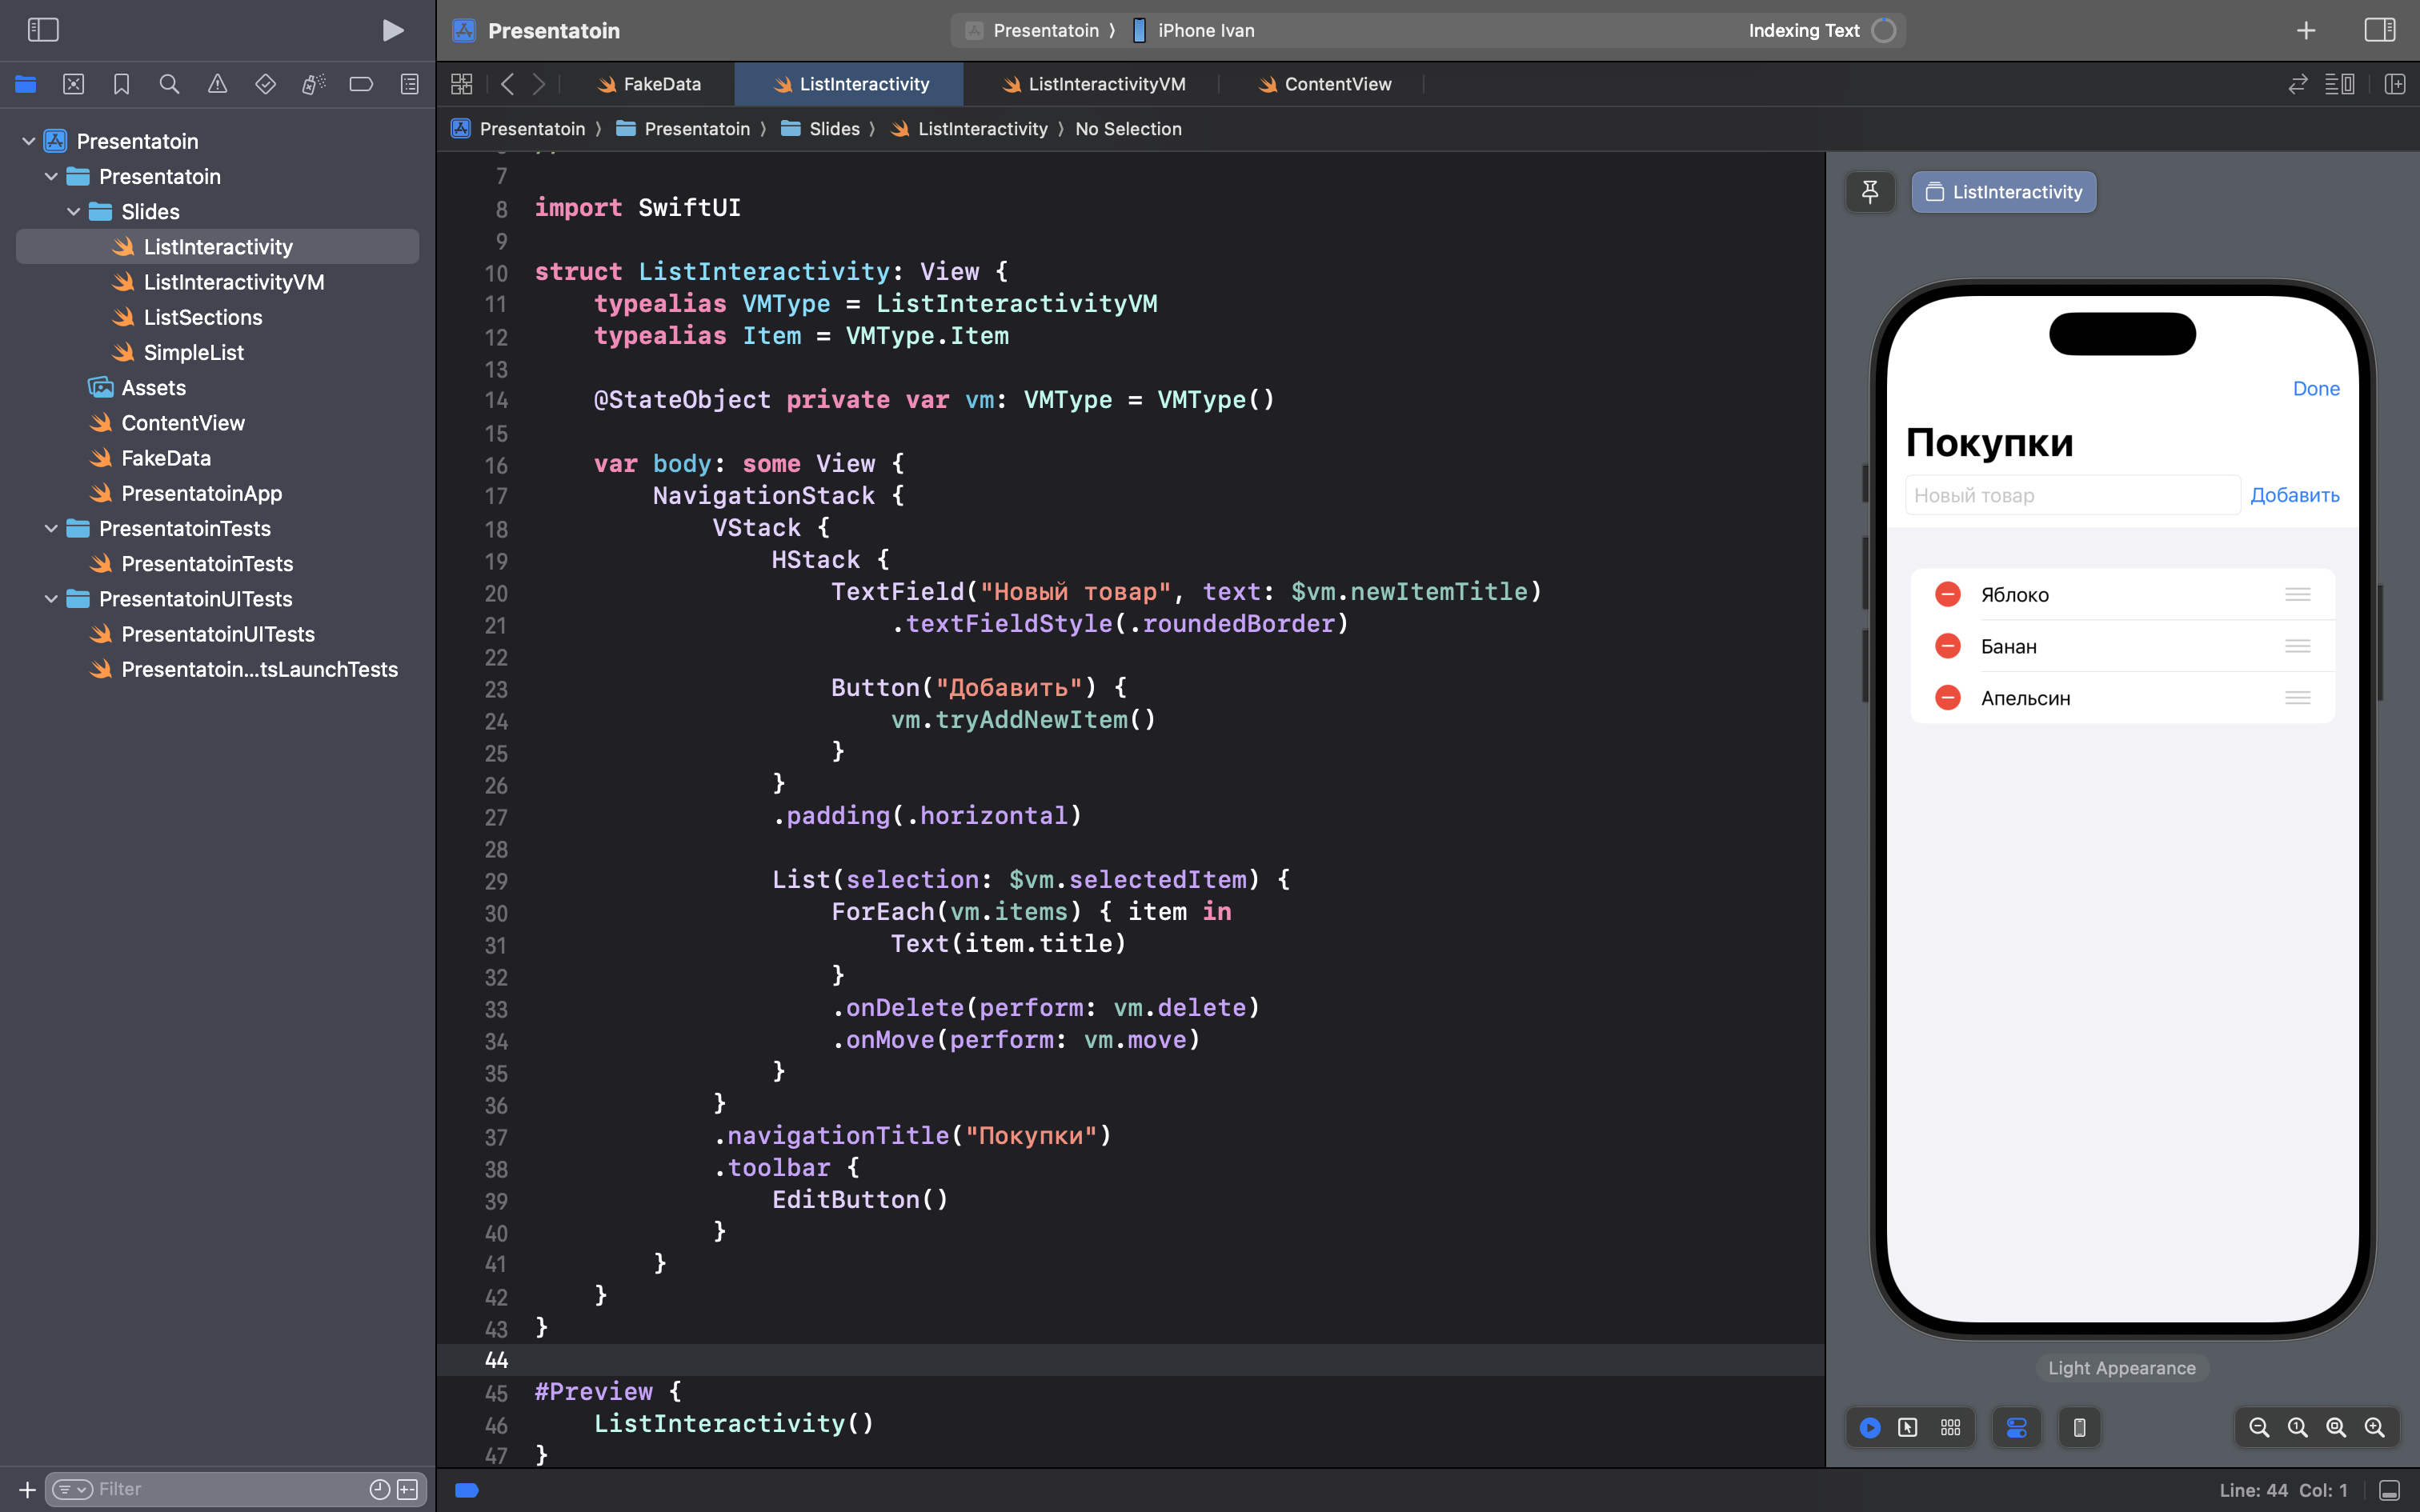 Presentatoin
Presentatoin ⟩ iPhone Ivan
Indexing Text
FakeData
ListInteractivity
ListInteractivityVM
ContentView
Presentatoin ⟩ Presentatoin ⟩ Slides ⟩ ListInteractivity ⟩ No Selection
Presentatoin
Presentatoin
Slides
ListInteractivity
ListInteractivityVM
ListSections
SimpleList
Assets
ContentView
FakeData
PresentatoinApp
PresentatoinTests
PresentatoinTests
PresentatoinUITests
PresentatoinUITests
Presentatoin...tsLaunchTests
Filter
7
8 import SwiftUI
9
10 struct ListInteractivity: View {
11     typealias VMType = ListInteractivityVM
12     typealias Item = VMType.Item
13
14     @StateObject private var vm: VMType = VMType()
15
16     var body: some View {
17         NavigationStack {
18             VStack {
19                 HStack {
20                     TextField("Новый товар", text: $vm.newItemTitle)
21                         .textFieldStyle(.roundedBorder)
22
23                     Button("Добавить") {
24                         vm.tryAddNewItem()
25                     }
26                 }
27                 .padding(.horizontal)
28
29                 List(selection: $vm.selectedItem) {
30                     ForEach(vm.items) { item in
31                         Text(item.title)
32                     }
33                     .onDelete(perform: vm.delete)
34                     .onMove(perform: vm.move)
35                 }
36             }
37             .navigationTitle("Покупки")
38             .toolbar {
39                 EditButton()
40             }
41         }
42     }
43 }
44
45 #Preview {
46     ListInteractivity()
47 }
ListInteractivity
Done
Покупки
Новый товар
Добавить
Яблоко
Банан
Апельсин
Light Appearance
Line: 44 Col: 1